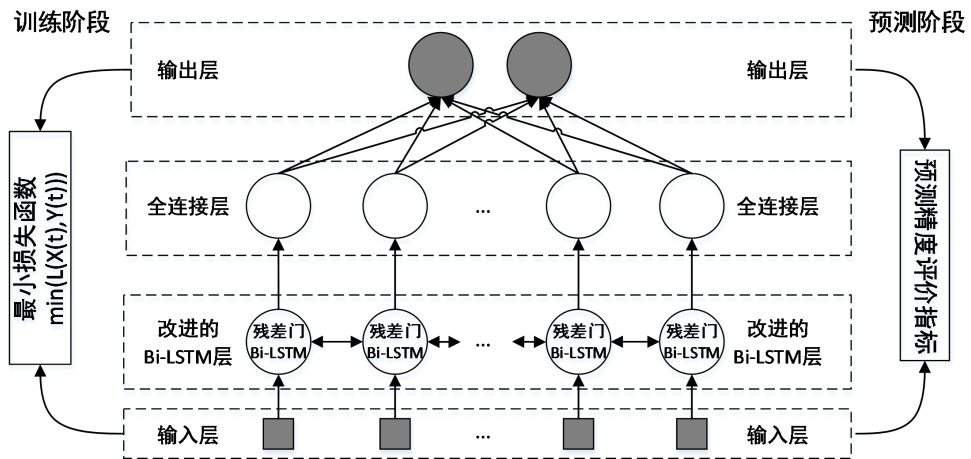 训练阶段
预测阶段
输出层
输出层
最小损失函数
min(L(X(t),Y(t)))
预测精度评价指标
全连接层
...
全连接层
改进的
Bi-LSTM层
残差门
Bi-LSTM
残差门
Bi-LSTM
...
残差门
Bi-LSTM
残差门
Bi-LSTM
改进的
Bi-LSTM层
输入层
...
输入层